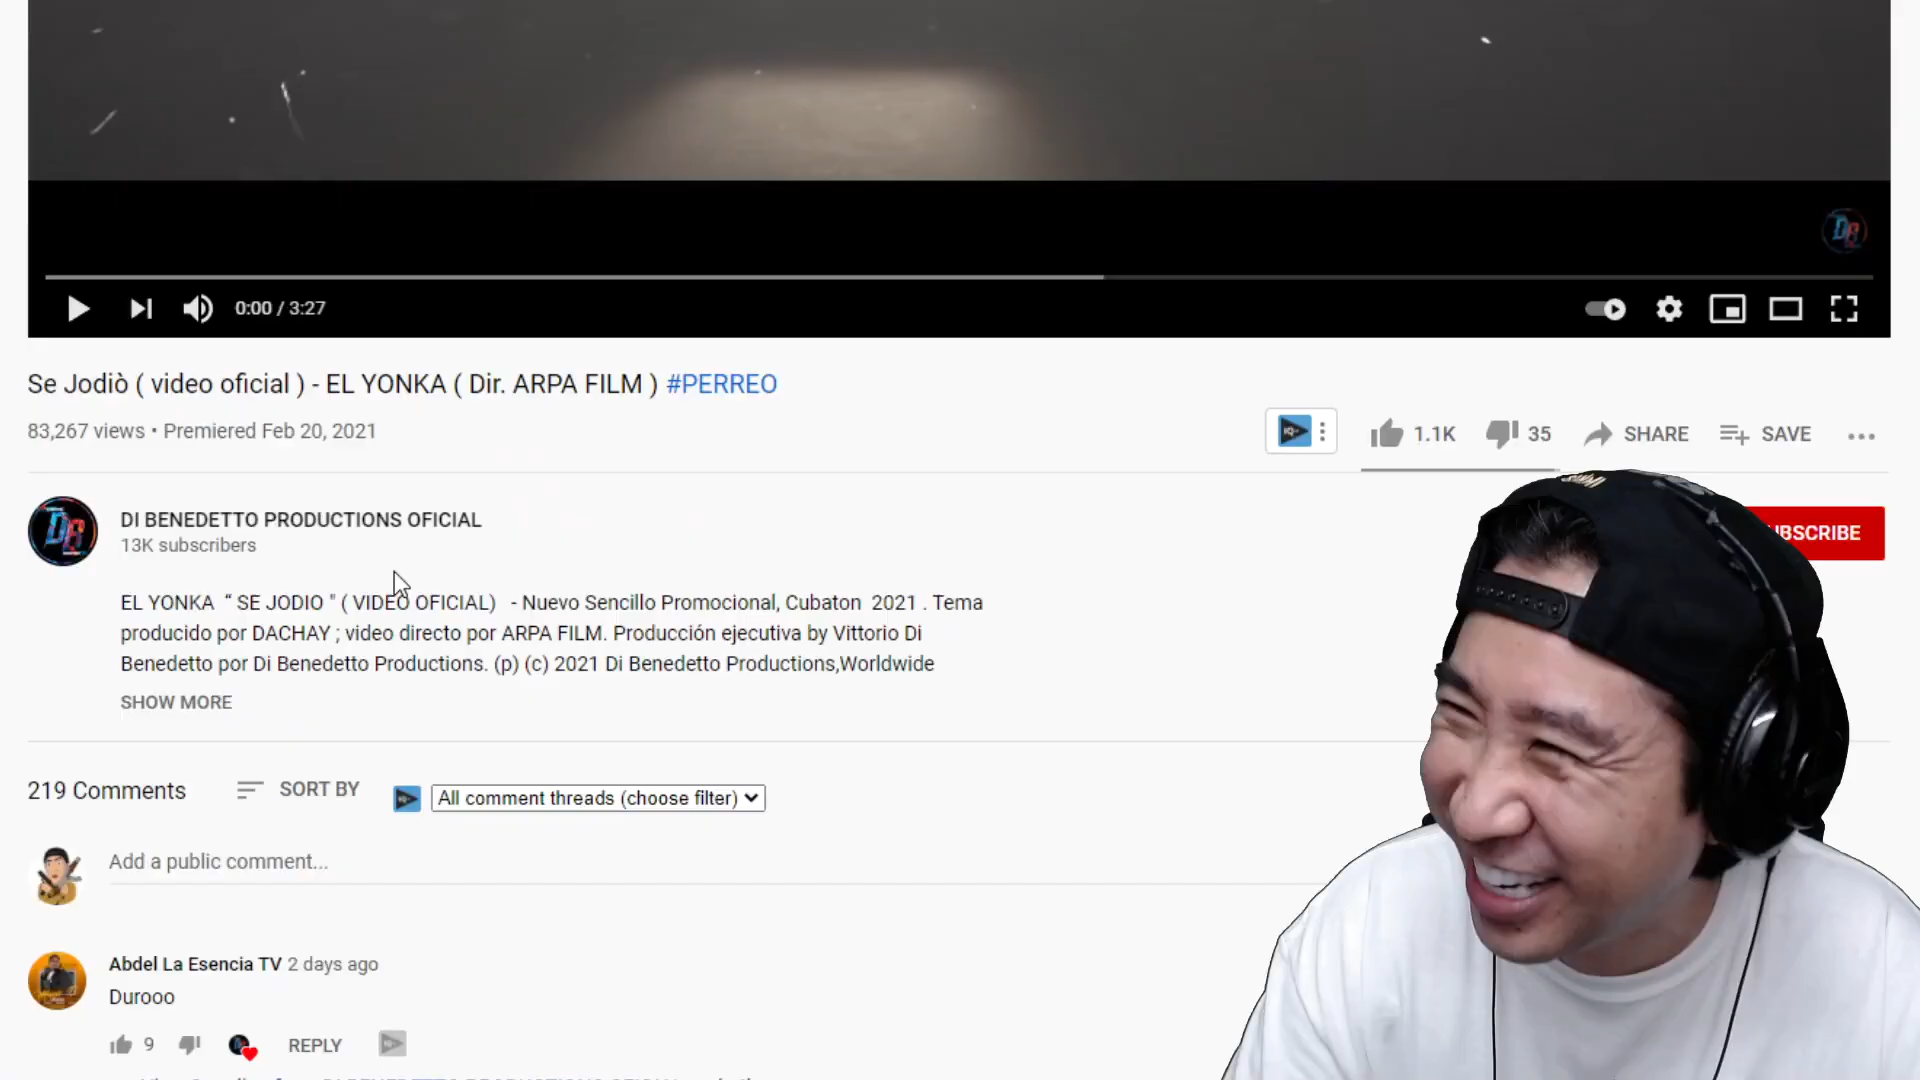 0:00 / 3:27
Se Jodiò ( video oficial ) - EL YONKA ( Dir. ARPA FILM ) #PERREO
83,267 views • Premiered Feb 20, 2021
1.1K
35
SHARE
SAVE
DI BENEDETTO PRODUCTIONS OFICIAL
13K subscribers
UBSCRIBE
EL YONKA “ SE JODIO " ( VIDEO OFICIAL) - Nuevo Sencillo Promocional, Cubaton 2021 . Tema
producido por DACHAY ; video directo por ARPA FILM. Producción ejecutiva by Vittorio Di
Benedetto por Di Benedetto Productions. (p) (c) 2021 Di Benedetto Productions,Worldwide
SHOW MORE
219 Comments
SORT BY
All comment threads (choose filter)
Add a public comment...
Abdel La Esencia TV 2 days ago
Durooo
9
REPLY